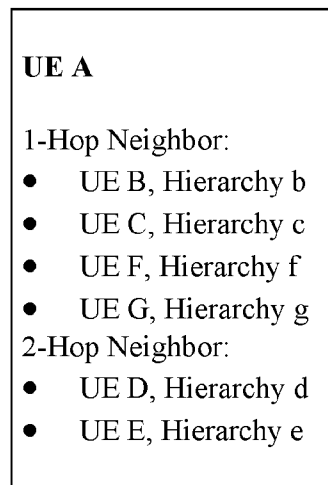 UE A
1-Hop Neighbor:
● UE B, Hierarchy b
● UE C, Hierarchy c
● UE F, Hierarchy f
● UE G, Hierarchy g
2-Hop Neighbor:
● UE D, Hierarchy d
● UE E, Hierarchy e